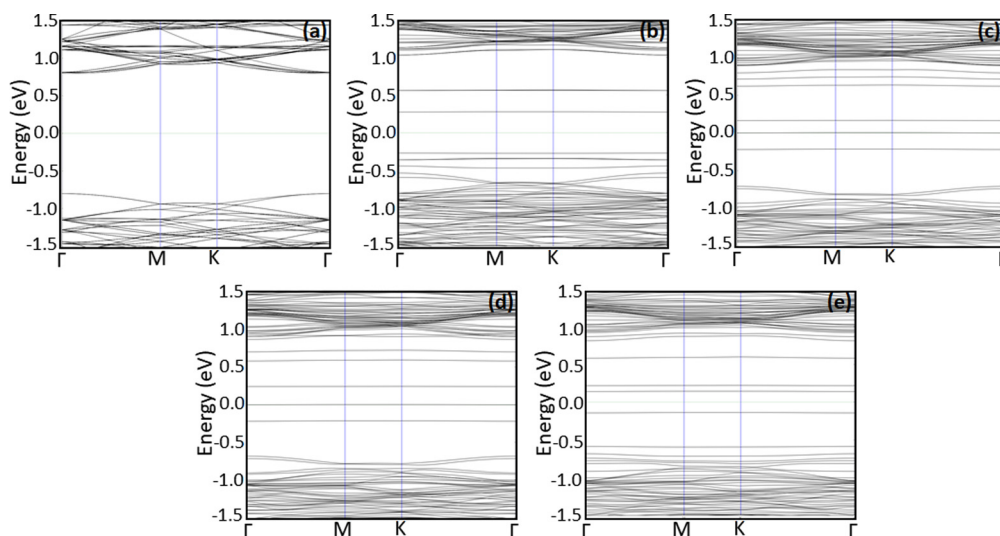 1.5 (a) 1.5 (b) 1.5 (c)
1.0 1.0 1.0
0.5 0.5 0.5
0.0 0.0 0.0
-0.5 -0.5 -0.5
-1.0 -1.0 -1.0
-1.5 -1.5 -1.5
Energy (eV) Energy (eV) Energy (eV)
Γ M K Γ Γ M K Γ Γ M K Γ
1.5 (d) 1.5 (e)
1.0 1.0
0.5 0.5
0.0 0.0
-0.5 -0.5
-1.0 -1.0
-1.5 -1.5
Energy (eV) Energy (eV)
Γ M K Γ Γ M K Γ